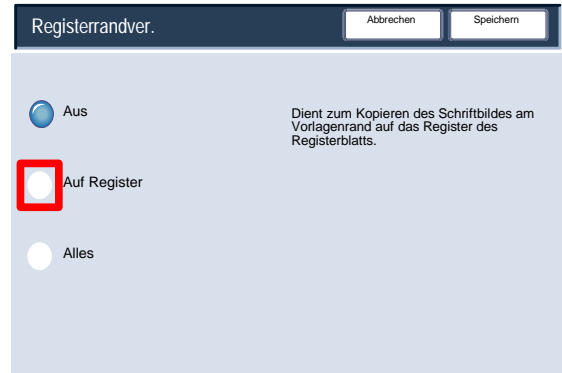 Registerrandver.
Abbrechen
Speichern
Aus
Dient zum Kopieren des Schriftbildes am
Vorlagenrand auf das Register des
Registerblatts.
Auf Register
Alles